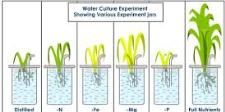 Water Culture Experiment
Showing Various Experiment Jars
Distilled
-N
-Fe
-Mg
-P
Full Nutrients